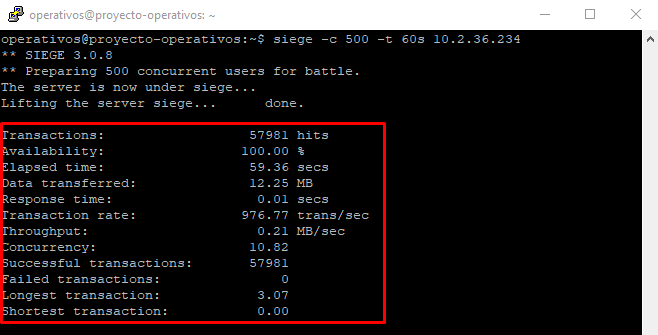 operativos@proyecto-operativos: ~
operativos@proyecto-operativos:~$ siege -c 500 -t 60s 10.2.36.234
** SIEGE 3.0.8
** Preparing 500 concurrent users for battle.
The server is now under siege...
Lifting the server siege...      done.
Transactions:                  57981 hits
Availability:                 100.00 %
Elapsed time:                  59.36 secs
Data transferred:              12.25 MB
Response time:                  0.01 secs
Transaction rate:             976.77 trans/sec
Throughput:                     0.21 MB/sec
Concurrency:                   10.82
Successful transactions:       57981
Failed transactions:               0
Longest transaction:            3.07
Shortest transaction:           0.00